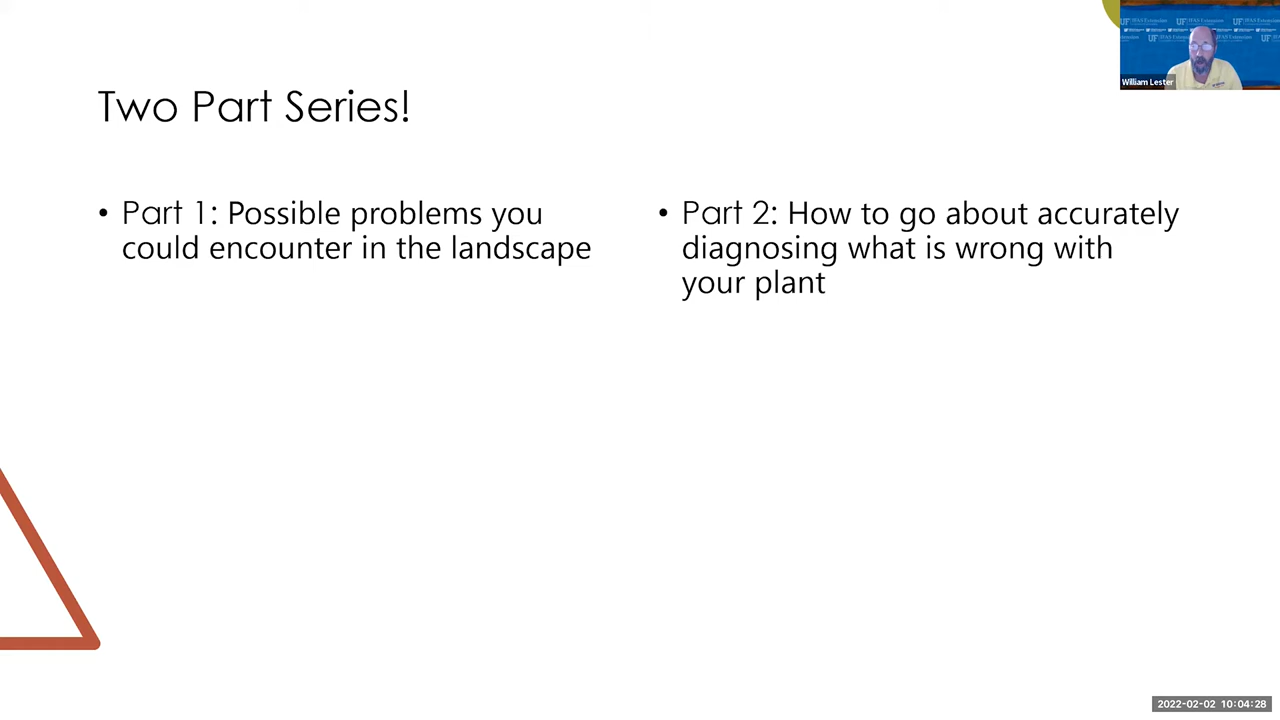 Two Part Series!
• Part 1: Possible problems you
could encounter in the landscape
• Part 2: How to go about accurately
diagnosing what is wrong with
your plant
William Lester
2022-02-02 10:04:28